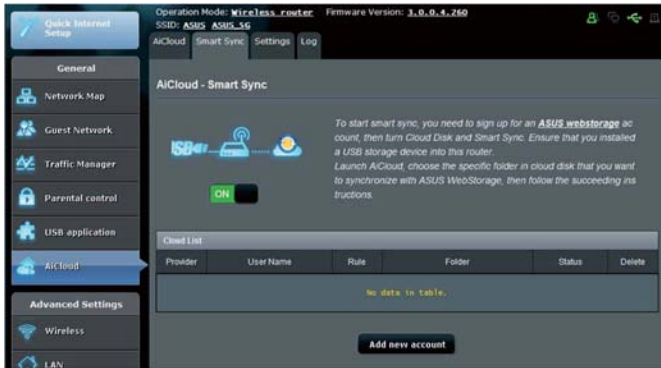 Quick Internet
Setup
Operation Mode: Wireless router Firmware Version: 3.0.0.4.260
SSID: ASUS ASUS_5G
AiCloud Smart Sync Settings Log
General
Network Map
Guest Network
Traffic Manager
Parental control
USB application
AiCloud
Advanced Settings
Wireless
LAN
AiCloud - Smart Sync
USB
ON
To start smart sync, you need to sign up for an ASUS webstorage ac
count, then turn Cloud Disk and Smart Sync. Ensure that you installed
a USB storage device into this router.
Launch AiCloud, choose the specific folder in cloud disk that you want
to synchronize with ASUS WebStorage, then follow the succeeding ins
tructions.
Cloud List
Provider User Name Rule Folder Status Delete
No data in table.
Add new account